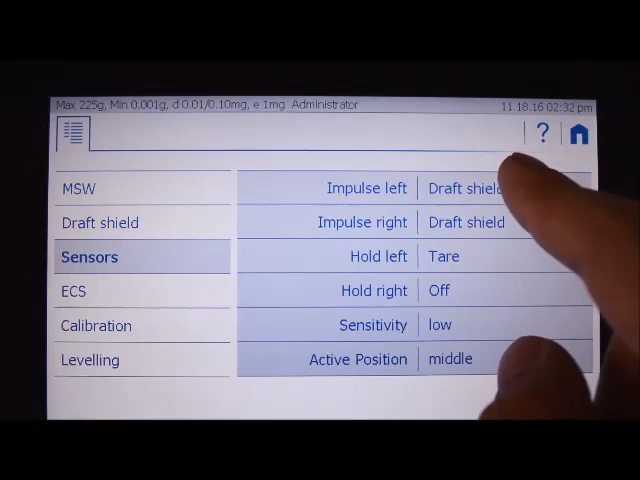 Max 225g, Min 0.001g, d 0.01/0.10mg, e 1mg Administrator
11.18.16 02:32 pm
?
MSW
Draft shield
Sensors
ECS
Calibration
Levelling
Impulse left Draft shield
Impulse right Draft shield
Hold left Tare
Hold right Off
Sensitivity low
Active Position middle